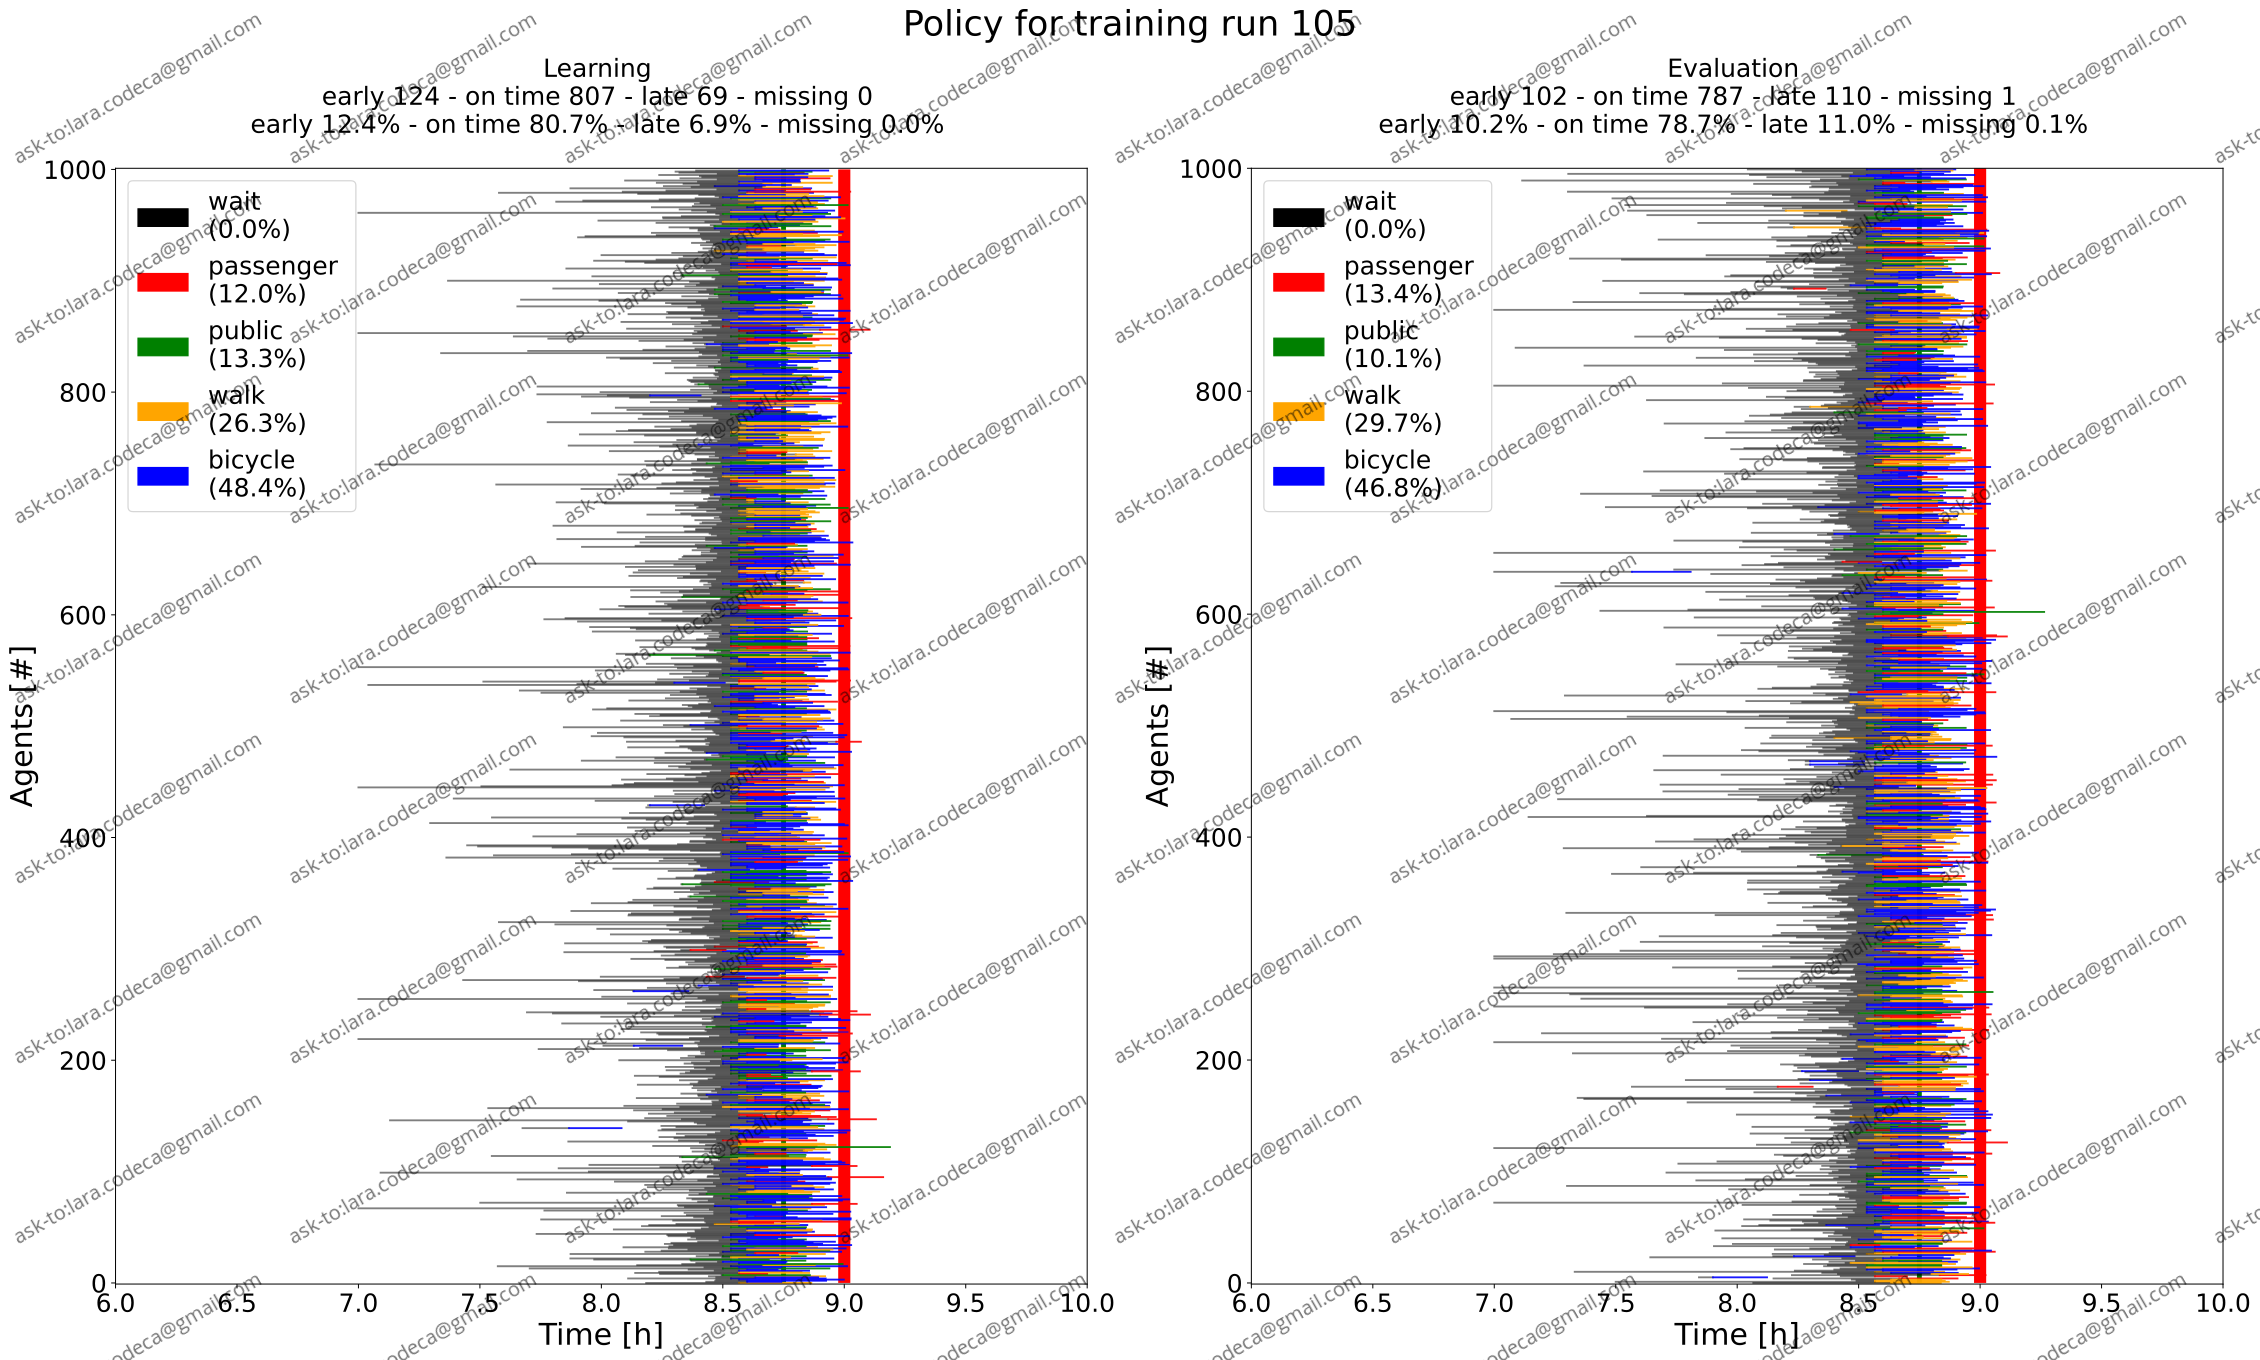 Policy for training run 105
Learning
early 124 - on time 807 - late 69 - missing 0
early 12.4% - on time 80.7% - late 6.9% - missing 0.0%
1000
800
600
400
200
0
Agents [#]
wait
(0.0%)
passenger
(12.0%)
public
(13.3%)
walk
(26.3%)
bicycle
(48.4%)
6.0 6.5 7.0 7.5 8.0 8.5 9.0 9.5 10.0
Time [h]
Evaluation
early 102 - on time 787 - late 110 - missing 1
early 10.2% - on time 78.7% - late 11.0% - missing 0.1%
1000
800
600
400
200
0
Agents [#]
wait
(0.0%)
passenger
(13.4%)
public
(10.1%)
walk
(29.7%)
bicycle
(46.8%)
6.0 6.5 7.0 7.5 8.0 8.5 9.0 9.5 10.0
Time [h]
ask-to:lara.codeca@gmail.com